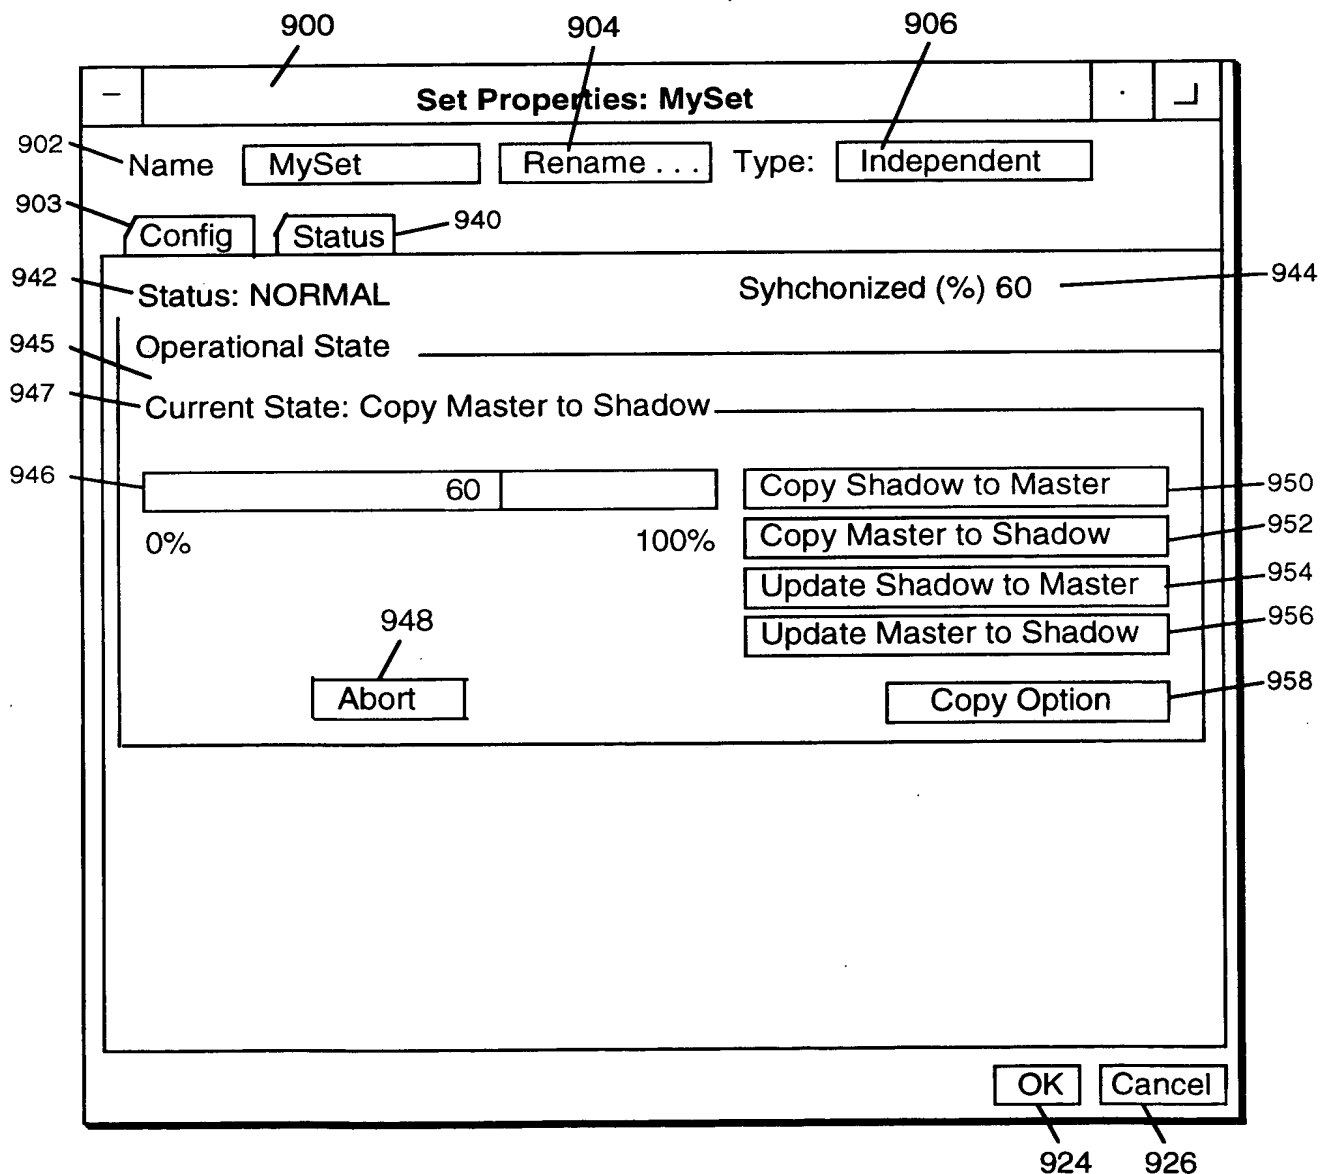 900 904 906
Set Properties: MySet
902 Name MySet Rename . . . Type: Independent
903 Config Status 940
942 Status: NORMAL Syhchonized (%) 60 944
945 Operational State
947 Current State: Copy Master to Shadow
946 60 Copy Shadow to Master 950
0% 100% Copy Master to Shadow 952
Update Shadow to Master 954
948 Update Master to Shadow 956
Abort Copy Option 958
OK Cancel
924 926